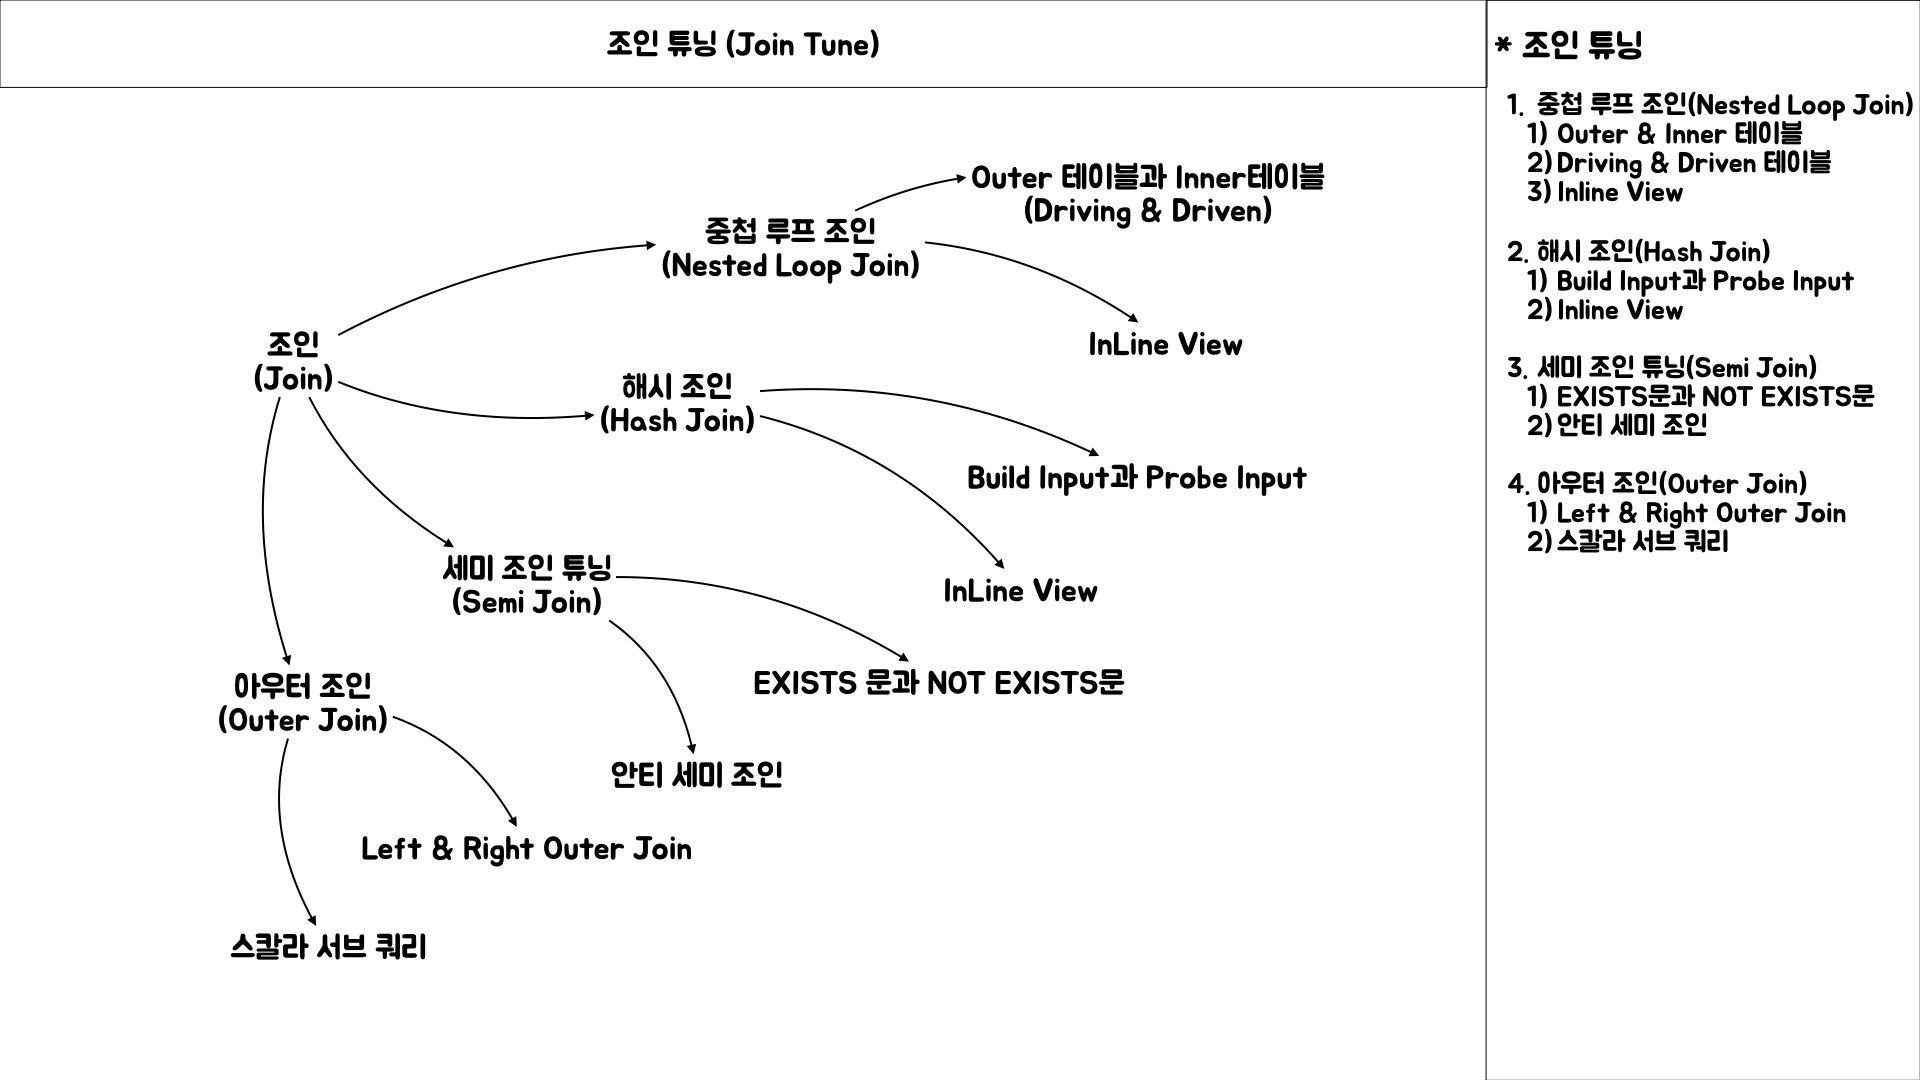 조인 튜닝 (Join Tune)
Outer 테이블과 Inner테이블
(Driving & Driven)
중첩 루프 조인
(Nested Loop Join)
InLine View
조인
(Join)
해시 조인
(Hash Join)
Build Input과 Probe Input
InLine View
세미 조인 튜닝
(Semi Join)
EXISTS 문과 NOT EXISTS문
안티 세미 조인
아우터 조인
(Outer Join)
Left & Right Outer Join
스칼라 서브 쿼리
* 조인 튜닝
1. 중첩 루프 조인(Nested Loop Join)
1) Outer & Inner 테이블
2) Driving & Driven 테이블
3) Inline View
2. 해시 조인(Hash Join)
1) Build Input과 Probe Input
2) Inline View
3. 세미 조인 튜닝(Semi Join)
1) EXISTS문과 NOT EXISTS문
2) 안티 세미 조인
4. 아우터 조인(Outer Join)
1) Left & Right Outer Join
2) 스칼라 서브 쿼리